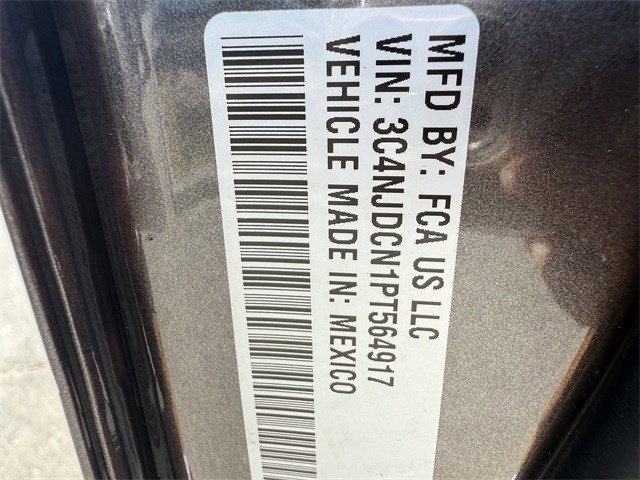 MFD BY: FCA US LLC
VIN: 3C4NJDCN1PT564917
VEHICLE MADE IN: MEXICO